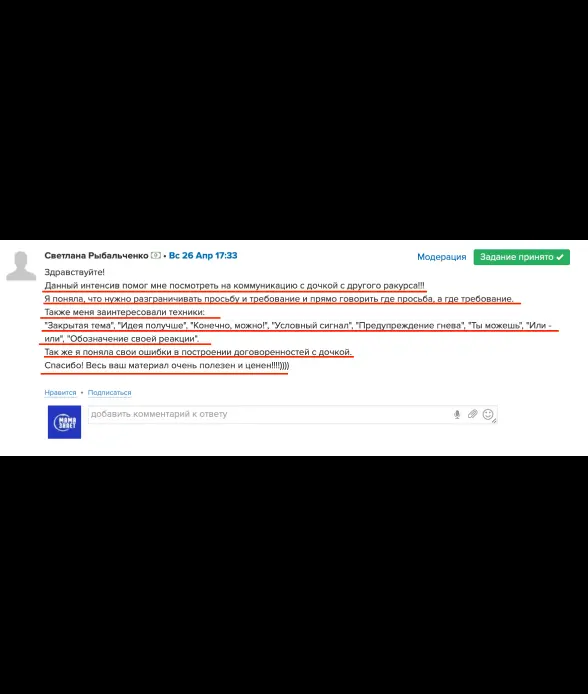 Светлана Рыбальченко • Вс 26 Апр 17:33
Модерация
Задание принято ✓
Здравствуйте!
Данный интенсив помог мне посмотреть на коммуникацию с дочкой с другого ракурса!!!
Я поняла, что нужно разграничивать просьбу и требование и прямо говорить где просьба, а где требование.
Также меня заинтересовали техники:
"Закрытая тема", "Идея получше", "Конечно, можно!", "Условный сигнал", "Предупреждение гнева", "Ты можешь", "Или -
или", "Обозначение своей реакции".
Так же я поняла свои ошибки в построении договоренностей с дочкой.
Спасибо! Весь ваш материал очень полезен и ценен!!!!))))
Нравится • Подписаться
МАМА
ЗАВЕТ
добавить комментарий к ответу